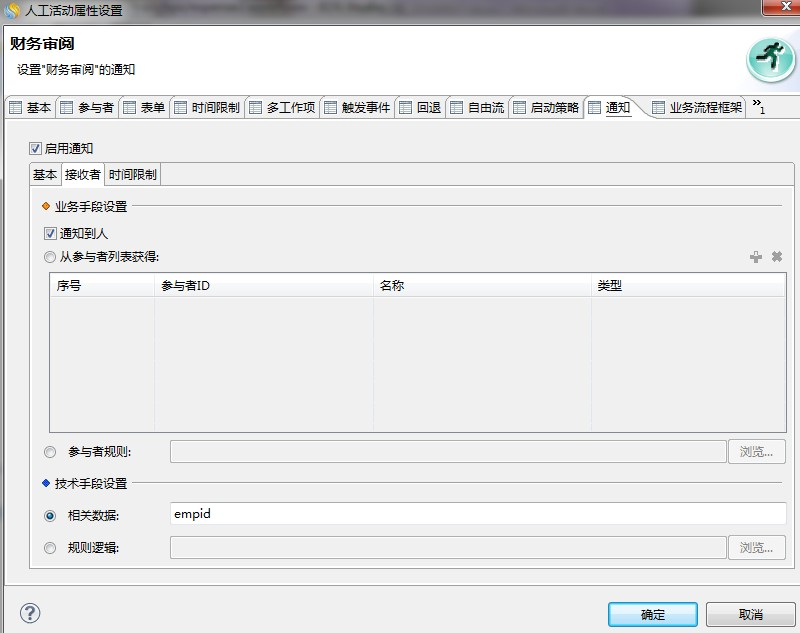 人工活动属性设置
财务审阅
设置"财务审阅"的通知
基本 参与者 表单 时间限制 多工作项 触发事件 回退 自由流 启动策略 通知 业务流程框架 »1
启用通知
基本 接收者 时间限制
业务手段设置
通知到人
从参与者列表获得:
序号 参与者ID 名称 类型
参与者规则: 浏览...
技术手段设置
相关数据: empid
规则逻辑: 浏览...
? 确定 取消